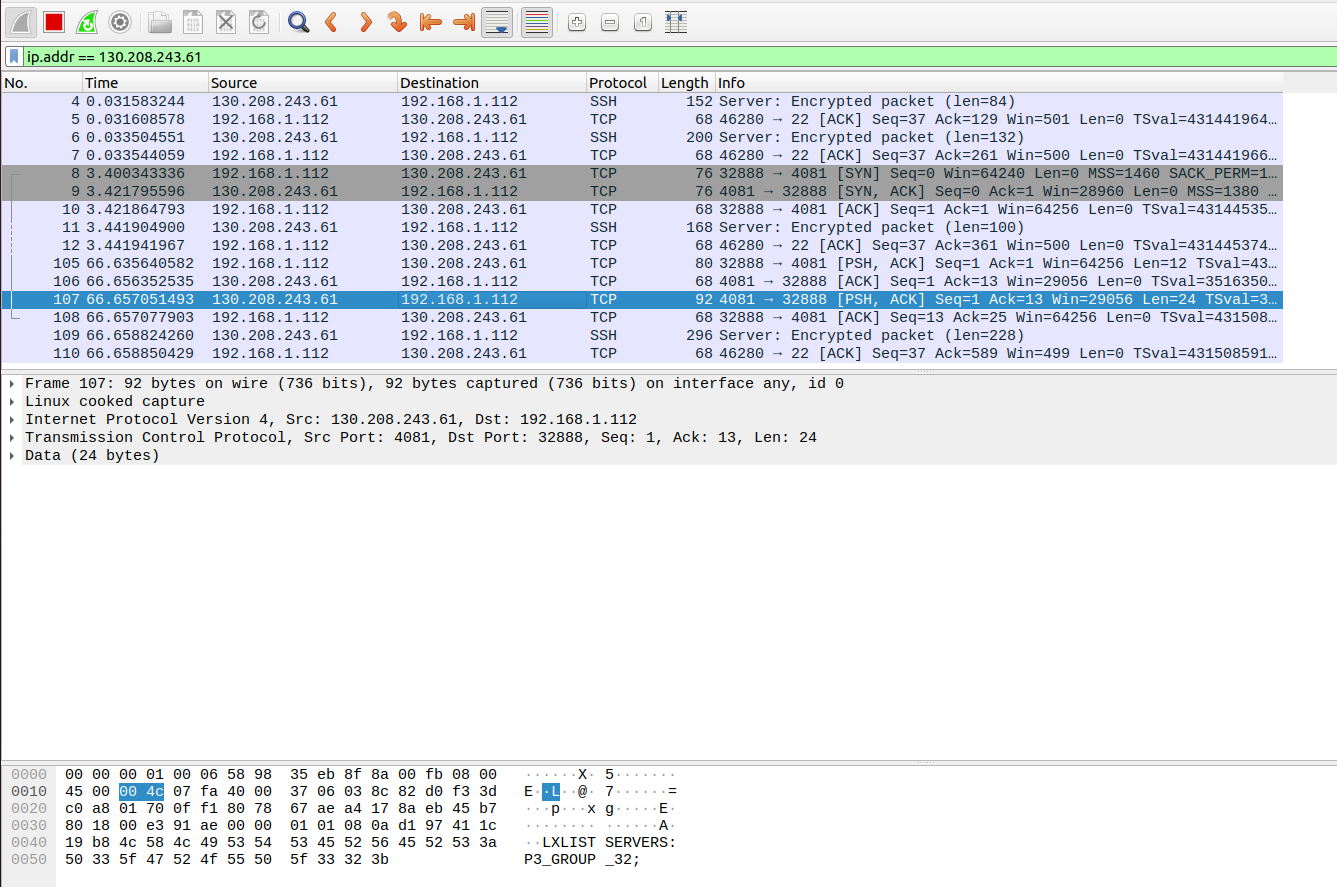 ip.addr == 130.208.243.61
No. Time Source Destination Protocol Length Info
4 0.031583244 130.208.243.61 192.168.1.112 SSH 152 Server: Encrypted packet (len=84)
5 0.031608578 192.168.1.112 130.208.243.61 TCP 68 46280 → 22 [ACK] Seq=37 Ack=129 Win=501 Len=0 TSval=431441964…
6 0.033504551 130.208.243.61 192.168.1.112 SSH 200 Server: Encrypted packet (len=132)
7 0.033544059 192.168.1.112 130.208.243.61 TCP 68 46280 → 22 [ACK] Seq=37 Ack=261 Win=500 Len=0 TSval=431441966…
8 3.400343336 192.168.1.112 130.208.243.61 TCP 76 32888 → 4081 [SYN] Seq=0 Win=64240 Len=0 MSS=1460 SACK_PERM=1…
9 3.421795596 130.208.243.61 192.168.1.112 TCP 76 4081 → 32888 [SYN, ACK] Seq=0 Ack=1 Win=28960 Len=0 MSS=1380 …
10 3.421864793 192.168.1.112 130.208.243.61 TCP 68 32888 → 4081 [ACK] Seq=1 Ack=1 Win=64256 Len=0 TSval=43144535…
11 3.441904900 130.208.243.61 192.168.1.112 SSH 168 Server: Encrypted packet (len=100)
12 3.441941967 192.168.1.112 130.208.243.61 TCP 68 46280 → 22 [ACK] Seq=37 Ack=361 Win=500 Len=0 TSval=431445374…
105 66.635640582 192.168.1.112 130.208.243.61 TCP 80 32888 → 4081 [PSH, ACK] Seq=1 Ack=1 Win=64256 Len=12 TSval=43…
106 66.656352535 130.208.243.61 192.168.1.112 TCP 68 4081 → 32888 [ACK] Seq=1 Ack=13 Win=29056 Len=0 TSval=3516350…
107 66.657051493 130.208.243.61 192.168.1.112 TCP 92 4081 → 32888 [PSH, ACK] Seq=1 Ack=13 Win=29056 Len=24 TSval=3…
108 66.657077903 192.168.1.112 130.208.243.61 TCP 68 32888 → 4081 [ACK] Seq=13 Ack=25 Win=64256 Len=0 TSval=431508…
109 66.658824260 130.208.243.61 192.168.1.112 SSH 296 Server: Encrypted packet (len=228)
110 66.658850429 192.168.1.112 130.208.243.61 TCP 68 46280 → 22 [ACK] Seq=37 Ack=589 Win=499 Len=0 TSval=431508591…
Frame 107: 92 bytes on wire (736 bits), 92 bytes captured (736 bits) on interface any, id 0
Linux cooked capture
Internet Protocol Version 4, Src: 130.208.243.61, Dst: 192.168.1.112
Transmission Control Protocol, Src Port: 4081, Dst Port: 32888, Seq: 1, Ack: 13, Len: 24
Data (24 bytes)
0000 00 00 00 01 00 06 58 98 35 eb 8f 8a 00 fb 08 00 ······X· 5·······
0010 45 00 00 4c 07 fa 40 00 37 06 03 8c 82 d0 f3 3d E··L··@· 7······=
0020 c0 a8 01 70 0f f1 80 78 67 ae a4 17 8a eb 45 b7 ···p···x g·····E·
0030 80 18 00 e3 91 ae 00 00 01 01 08 0a d1 97 41 1c ········ ······A·
0040 19 b8 4c 58 4c 49 53 54 53 45 52 56 45 52 53 3a ··LXLIST SERVERS:
0050 50 33 5f 47 52 4f 55 50 5f 33 32 3b P3_GROUP _32;